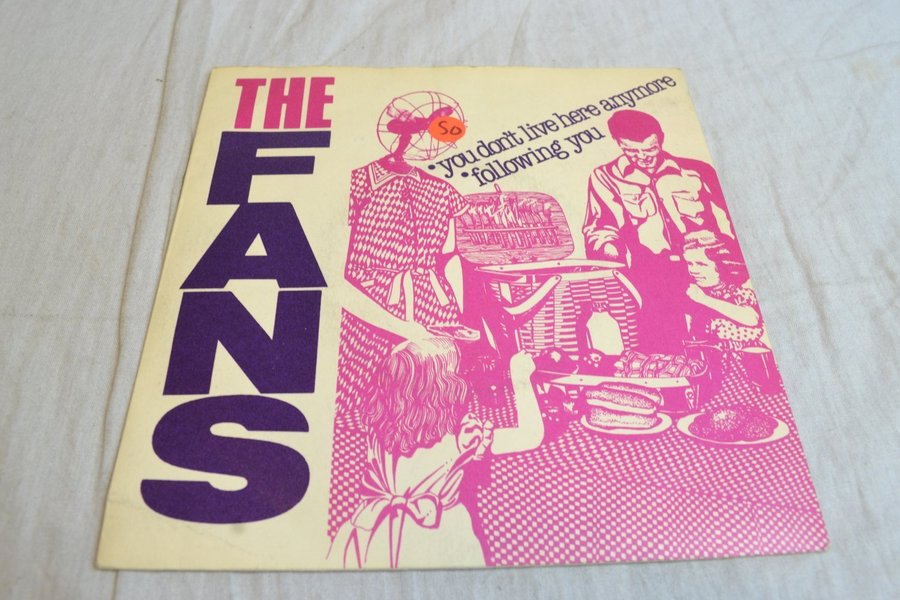 THE
FANS
50
•you don't live here anymore
•following you